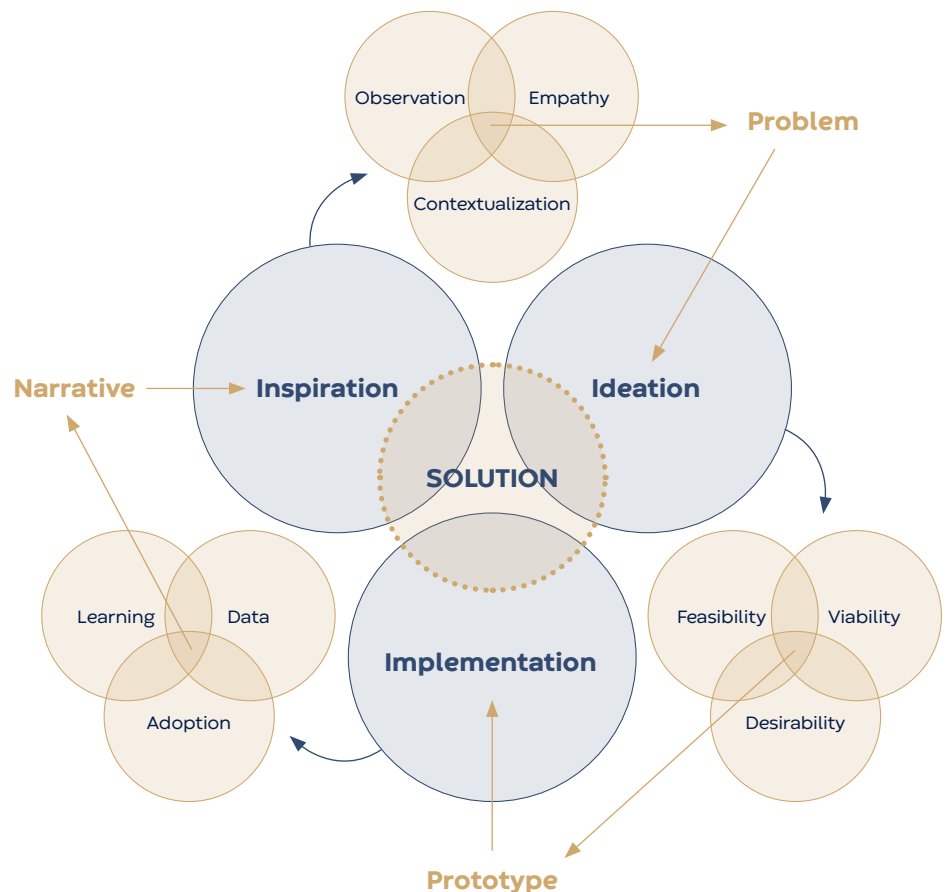 Observation
Empathy
Problem
Contextualization
Narrative
Inspiration
Ideation
SOLUTION
Learning
Data
Feasibility
Viability
Implementation
Adoption
Desirability
Prototype